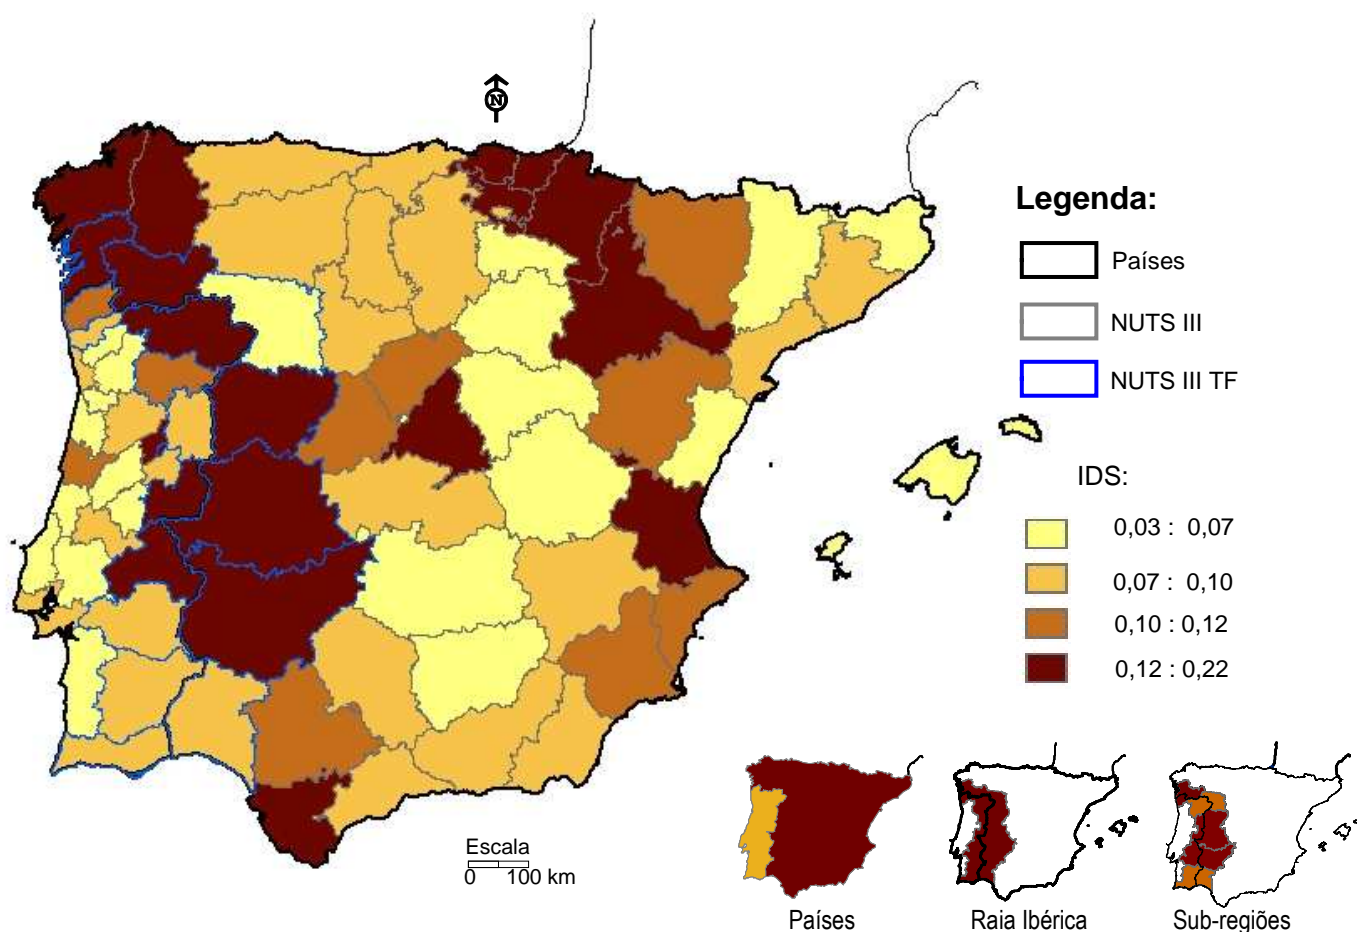 N
Legenda:
Países
NUTS III
NUTS III TF
IDS:
0,03 : 0,07
0,07 : 0,10
0,10 : 0,12
0,12 : 0,22
Escala
0 100 km
Países
Raia Ibérica
Sub-regiões